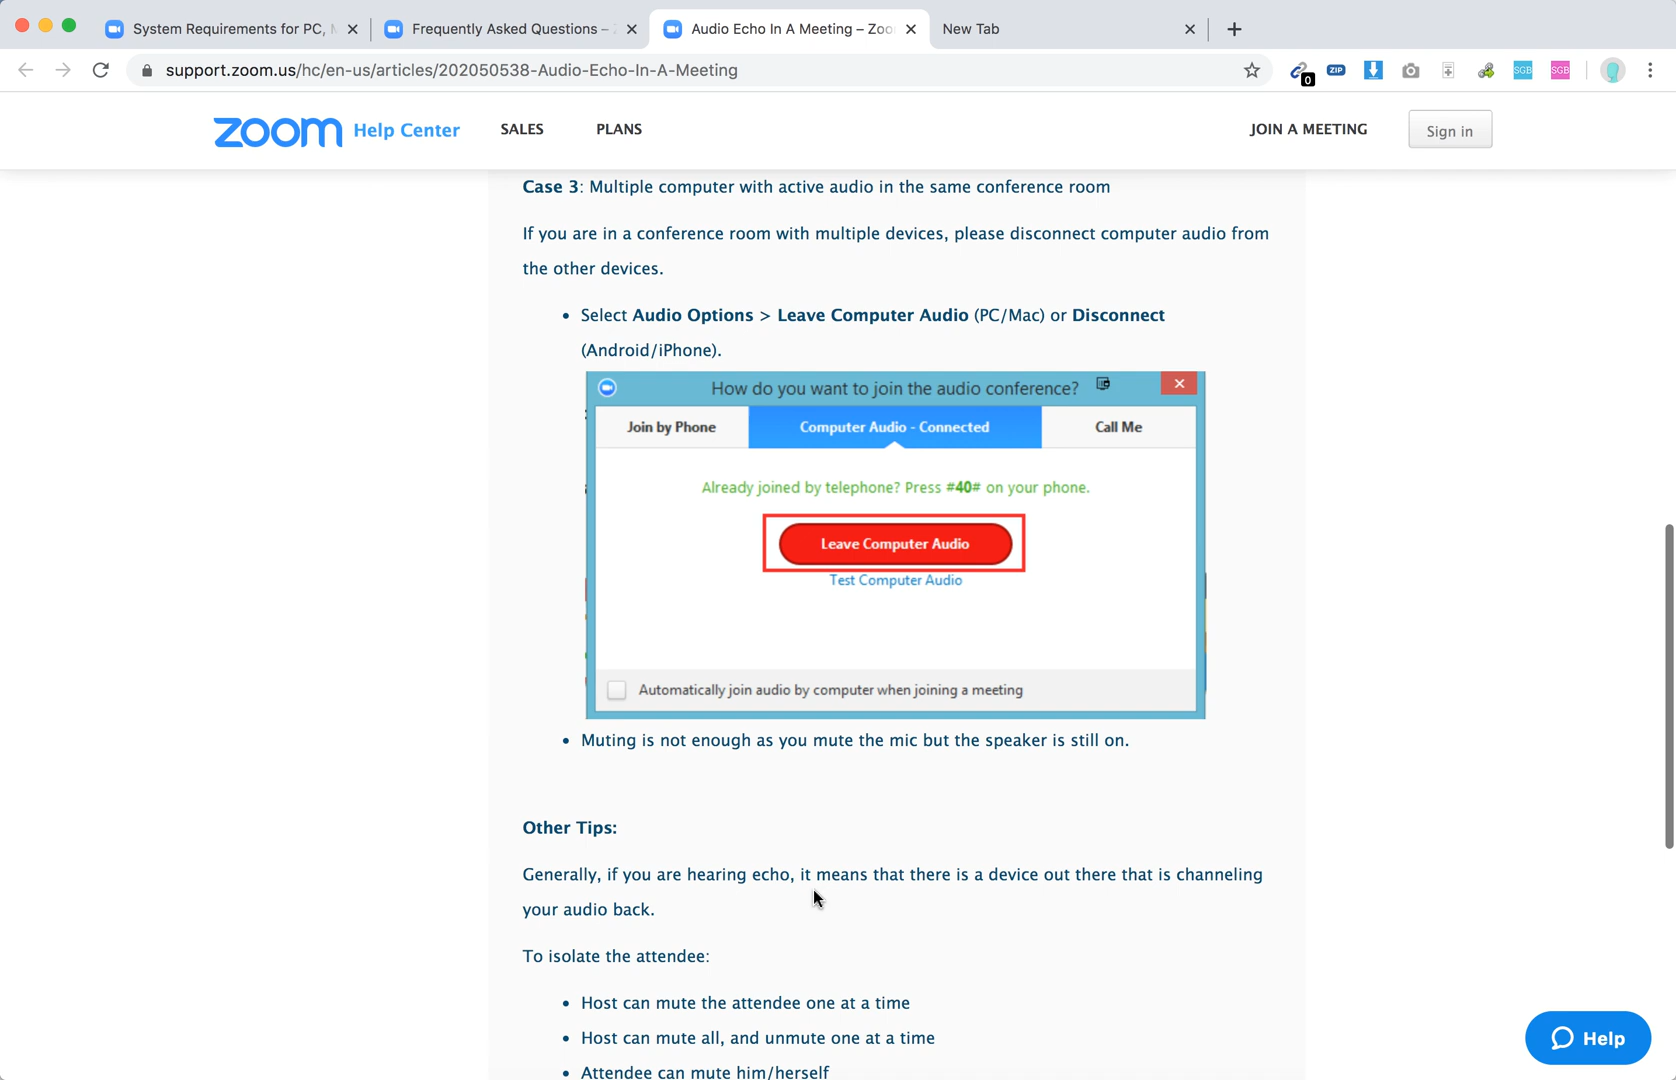 System Requirements for PC, M
Frequently Asked Questions – Z
Audio Echo In A Meeting – Zoo
New Tab
support.zoom.us/hc/en-us/articles/202050538-Audio-Echo-In-A-Meeting
0
ZIP
SGB
SGB
zoom Help Center
SALES
PLANS
JOIN A MEETING
Sign in
Case 3: Multiple computer with active audio in the same conference room
If you are in a conference room with multiple devices, please disconnect computer audio from
the other devices.
• Select Audio Options > Leave Computer Audio (PC/Mac) or Disconnect
(Android/iPhone).
How do you want to join the audio conference?
Join by Phone
Computer Audio - Connected
Call Me
Already joined by telephone? Press #40# on your phone.
Leave Computer Audio
Test Computer Audio
Automatically join audio by computer when joining a meeting
• Muting is not enough as you mute the mic but the speaker is still on.
Other Tips:
Generally, if you are hearing echo, it means that there is a device out there that is channeling
your audio back.
To isolate the attendee:
• Host can mute the attendee one at a time
• Host can mute all, and unmute one at a time
• Attendee can mute him/herself
Help